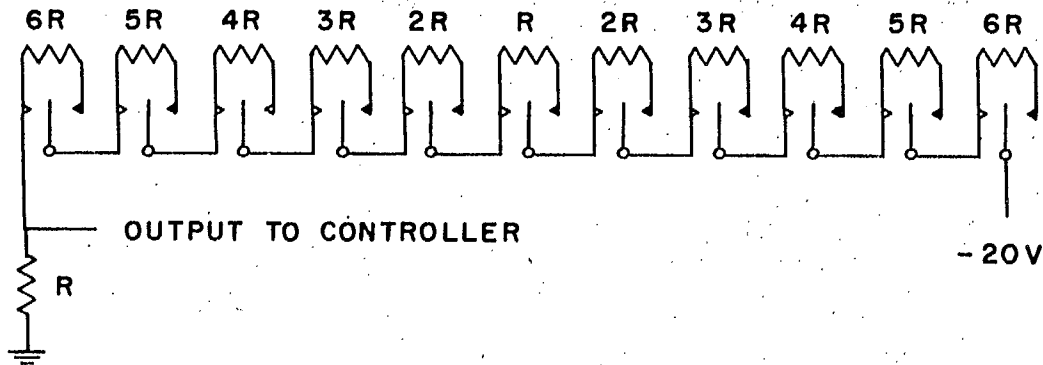 6R 5R 4R 3R 2R R 2R 3R 4R 5R 6R
OUTPUT TO CONTROLLER
-20V
R